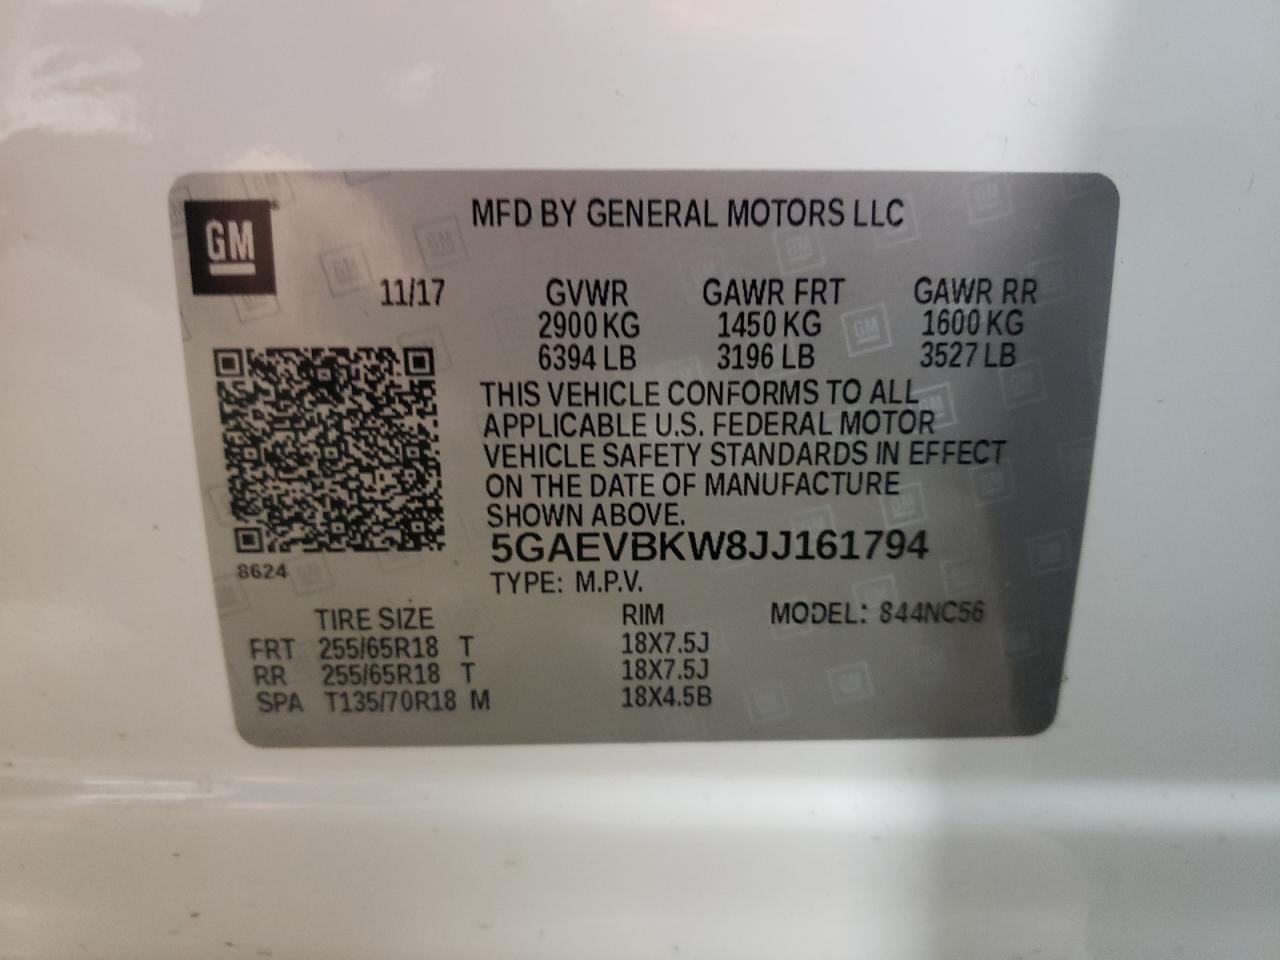 GM
MFD BY GENERAL MOTORS LLC
11/17 GVWR GAWR FRT GAWR RR
2900 KG 1450 KG 1600 KG
6394 LB 3196 LB 3527 LB
THIS VEHICLE CONFORMS TO ALL
APPLICABLE U.S. FEDERAL MOTOR
VEHICLE SAFETY STANDARDS IN EFFECT
ON THE DATE OF MANUFACTURE
SHOWN ABOVE.
5GAEVBKW8JJ161794
8624
TYPE: M.P.V.
TIRE SIZE RIM MODEL: 844NC56
FRT 255/65R18 T 18X7.5J
RR 255/65R18 T 18X7.5J
SPA T135/70R18 M 18X4.5B